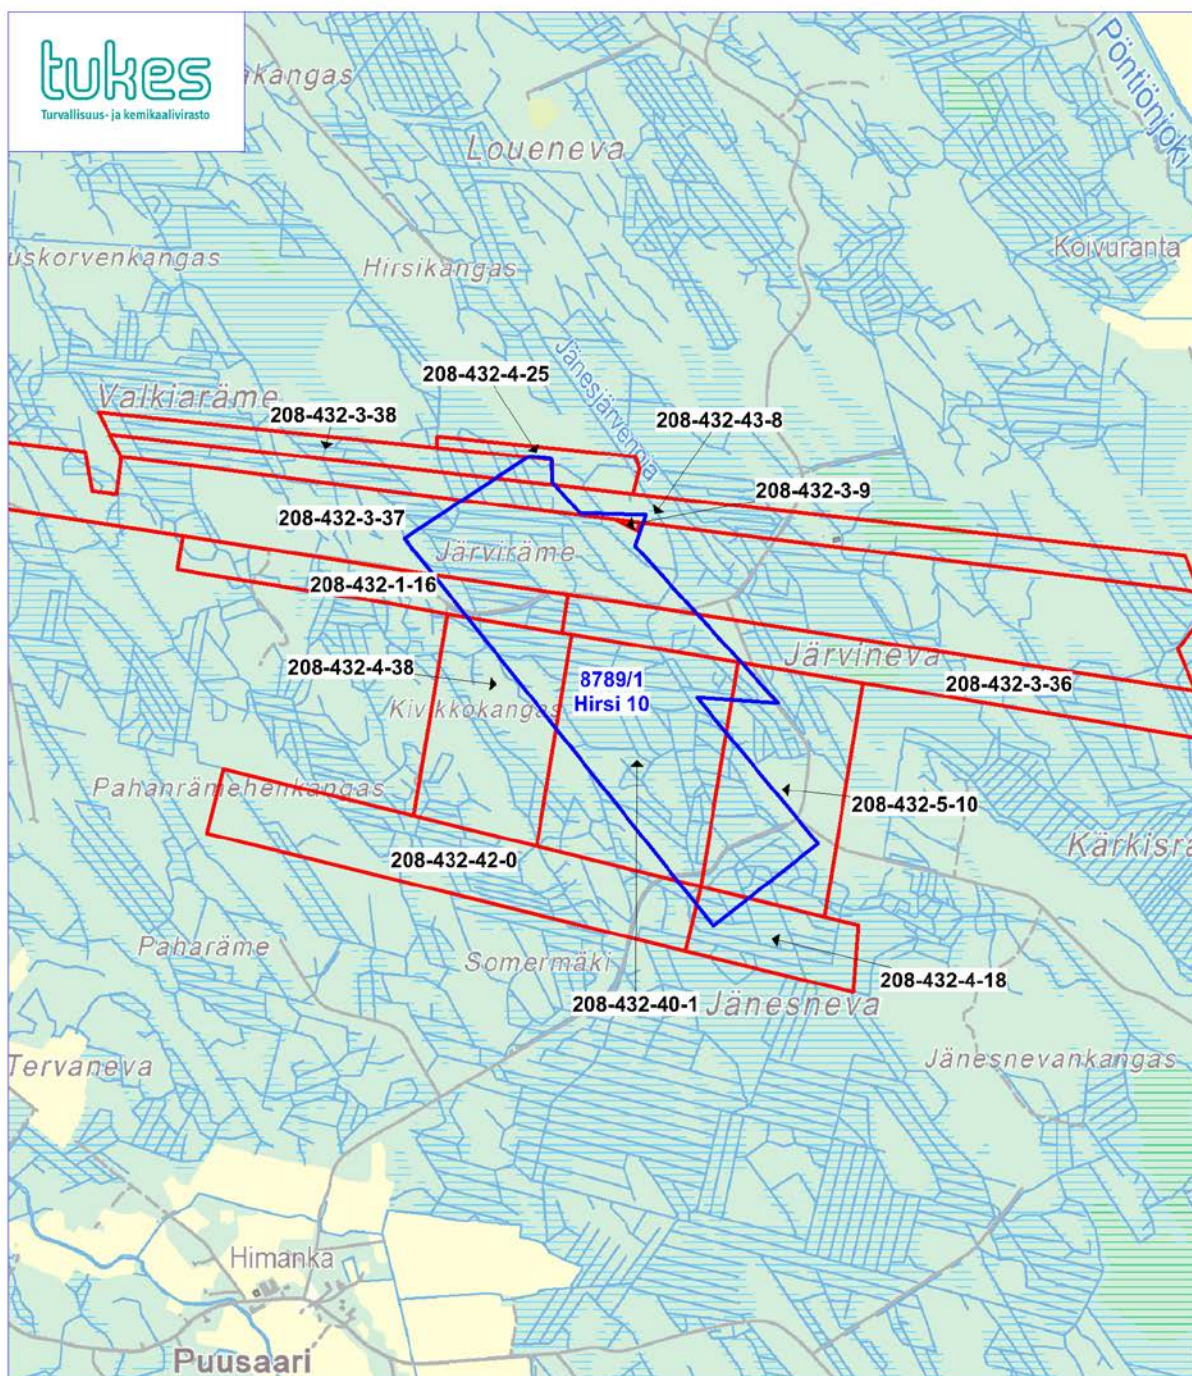 tukes
Turvallisuus- ja kemikaalivirasto
akangas
Pöntiönjoki
Loueneva
uskorvenkangas
Hirsikangas
Koivuranta
Jänesjärvenoja
208-432-4-25
Valkiaräme
208-432-3-38
208-432-43-8
208-432-3-9
208-432-3-37
Järviräme
208-432-1-16
208-432-4-38
8789/1
Hirsi 10
Järvineva
208-432-3-36
Kivikkokangas
Pahanrämehenkangas
208-432-5-10
Kärkisrä
208-432-42-0
Paharäme
Somermäki
208-432-4-18
208-432-40-1
Jänesneva
Tervaneva
Jänesnevankangas
Himanka
Puusaari